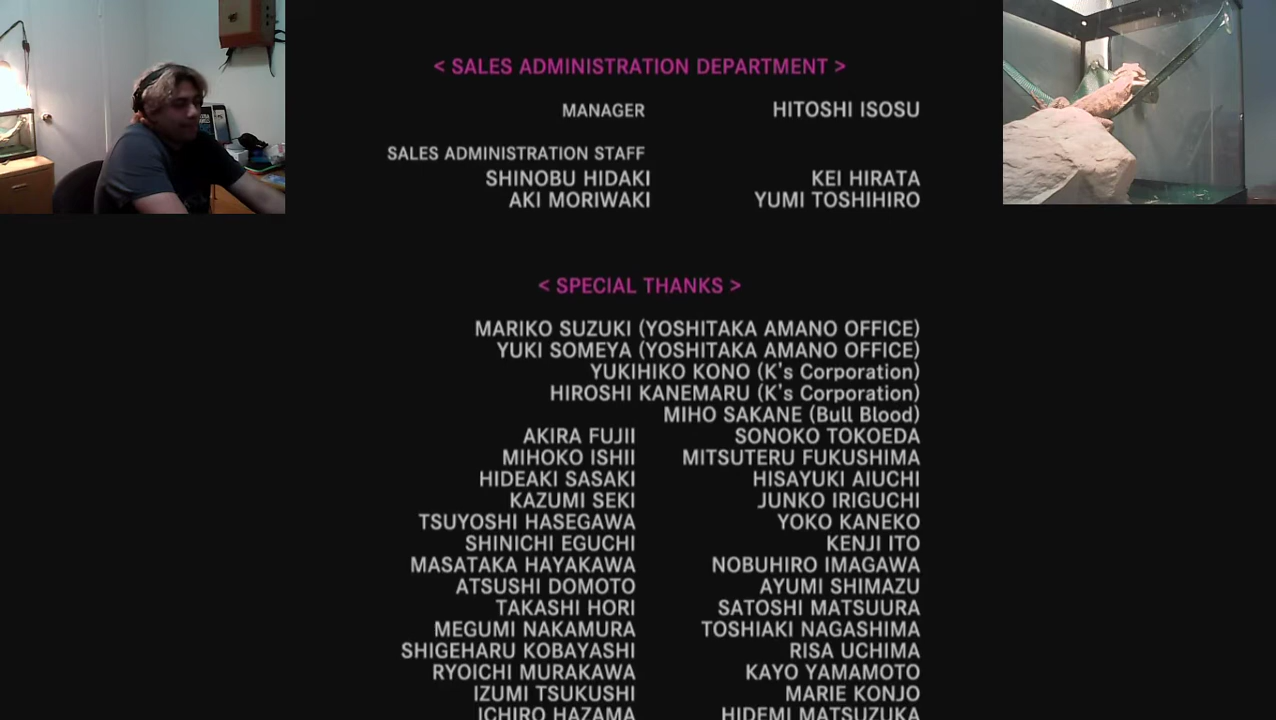 < SALES ADMINISTRATION DEPARTMENT >
MANAGER HITOSHI ISOSU
SALES ADMINISTRATION STAFF
SHINOBU HIDAKI KEI HIRATA
AKI MORIWAKI YUMI TOSHIHIRO
< SPECIAL THANKS >
MARIKO SUZUKI (YOSHITAKA AMANO OFFICE)
YUKI SOMEYA (YOSHITAKA AMANO OFFICE)
YUKIHIKO KONO (K's Corporation)
HIROSHI KANEMARU (K's Corporation)
MIHO SAKANE (Bull Blood)
AKIRA FUJII SONOKO TOKOEDA
MIHOKO ISHII MITSUTERU FUKUSHIMA
HIDEAKI SASAKI HISAYUKI AIUCHI
KAZUMI SEKI JUNKO IRIGUCHI
TSUYOSHI HASEGAWA YOKO KANEKO
SHINICHI EGUCHI KENJI ITO
MASATAKA HAYAKAWA NOBUHIRO IMAGAWA
ATSUSHI DOMOTO AYUMI SHIMAZU
TAKASHI HORI SATOSHI MATSUURA
MEGUMI NAKAMURA TOSHIAKI NAGASHIMA
SHIGEHARU KOBAYASHI RISA UCHIMA
RYOICHI MURAKAWA KAYO YAMAMOTO
IZUMI TSUKUSHI MARIE KONJO
ICHIRO HAZAMA HIDEMI MATSUZUKA